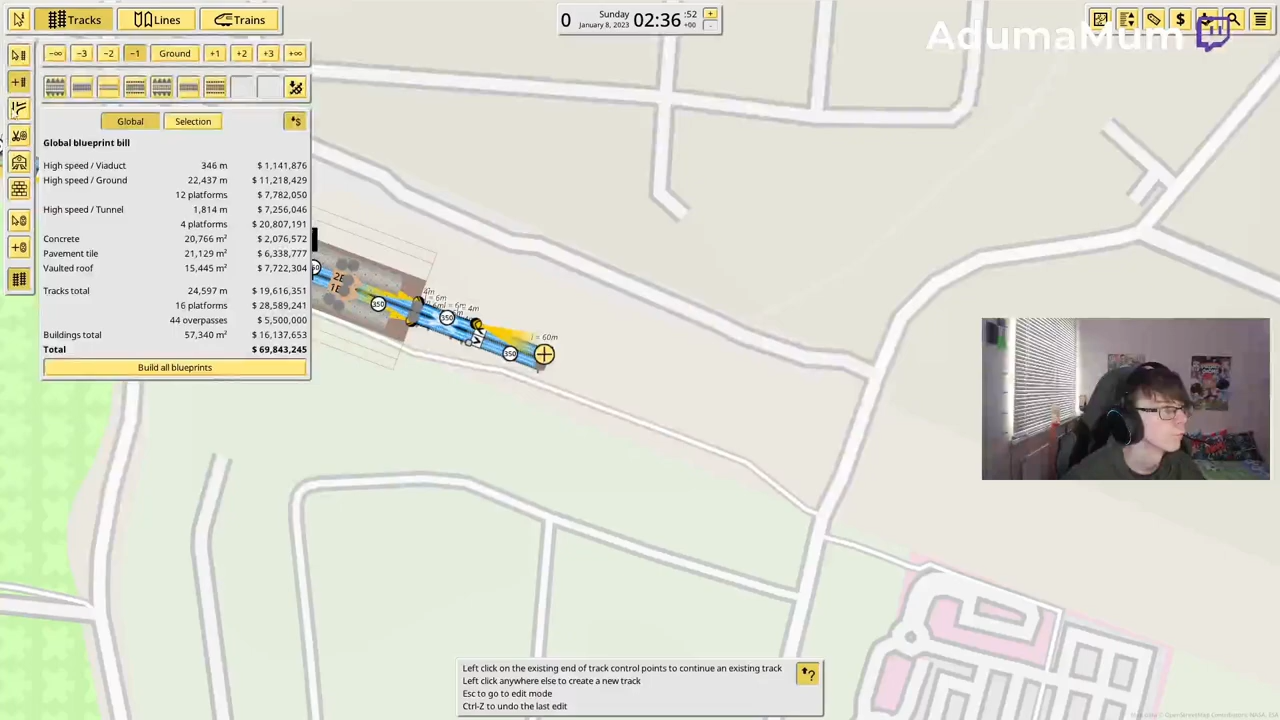 Tracks
Lines
Trains
0
Sunday
January 8, 2023
02:36
:52
+00
AdumaMum
−∞ −3 −2 −1 Ground +1 +2 +3 +∞
Global Selection
Global blueprint bill
High speed / Viaduct 346 m $ 1,141,876
High speed / Ground 22,437 m $ 11,218,429
12 platforms $ 7,782,050
High speed / Tunnel 1,814 m $ 7,256,046
4 platforms $ 20,807,191
Concrete 20,766 m² $ 2,076,572
Pavement tile 21,129 m² $ 6,338,777
Vaulted roof 15,445 m² $ 7,722,304
Tracks total 24,597 m $ 19,616,351
16 platforms $ 28,589,241
44 overpasses $ 5,500,000
Buildings total 57,340 m² $ 16,137,653
Total $ 69,843,245
Build all blueprints
2E
350
350
350
l = 60m
Left click on the existing end of track control points to continue an existing track
Left click anywhere else to create a new track
Esc to go to edit mode
Ctrl-Z to undo the last edit